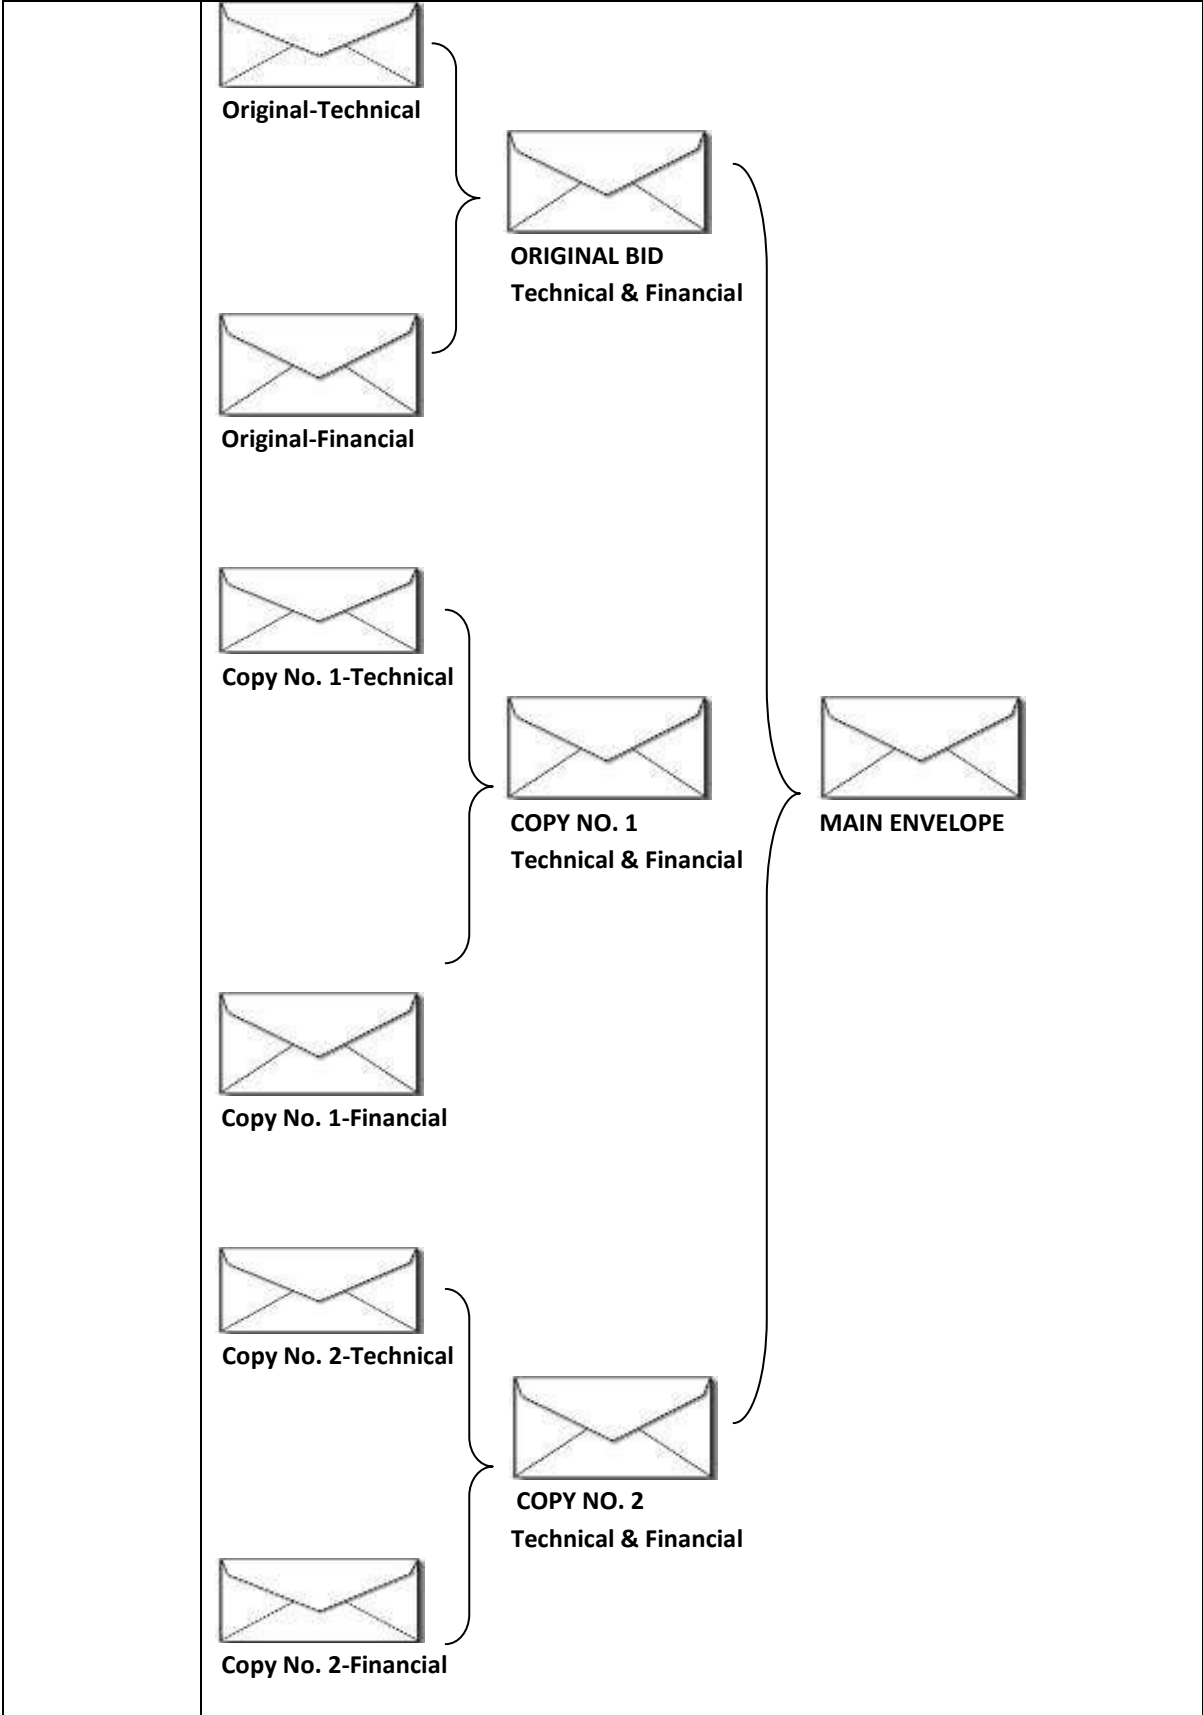 Original-Technical
ORIGINAL BID
Technical & Financial
Original-Financial
Copy No. 1-Technical
COPY NO. 1
Technical & Financial
MAIN ENVELOPE
Copy No. 1-Financial
Copy No. 2-Technical
COPY NO. 2
Technical & Financial
Copy No. 2-Financial